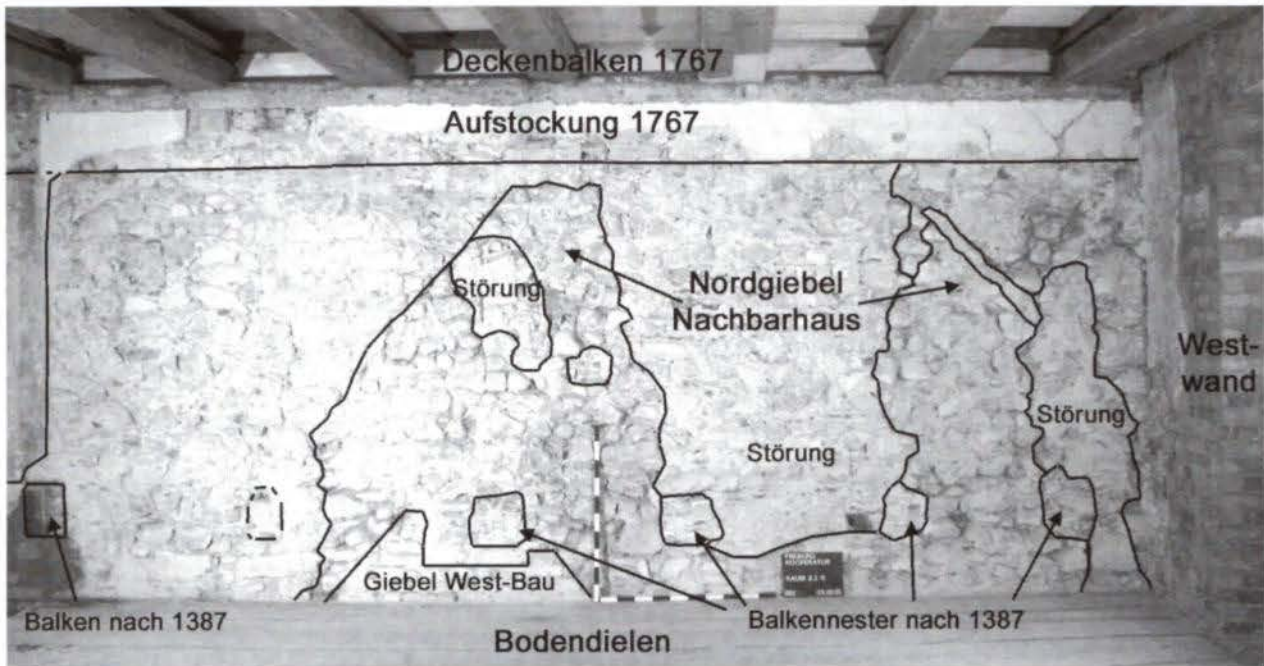 Deckenbalken 1767
Aufstockung 1767
Störung
Nordgiebel
Nachbarhaus
West-
wand
Störung
Störung
Giebel West-Bau
Balken nach 1387
Balkennester nach 1387
Bodendielen